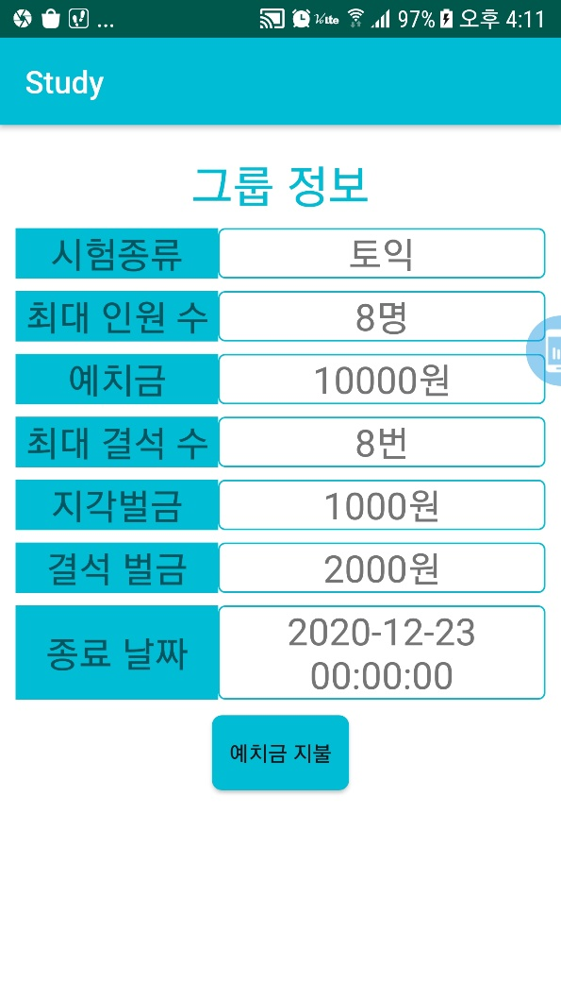 ... Vlte 97% 오후 4:11
Study
그룹 정보
시험종류 토익
최대 인원 수 8명
예치금 10000원
최대 결석 수 8번
지각벌금 1000원
결석 벌금 2000원
종료 날짜 2020-12-23
00:00:00
예치금 지불